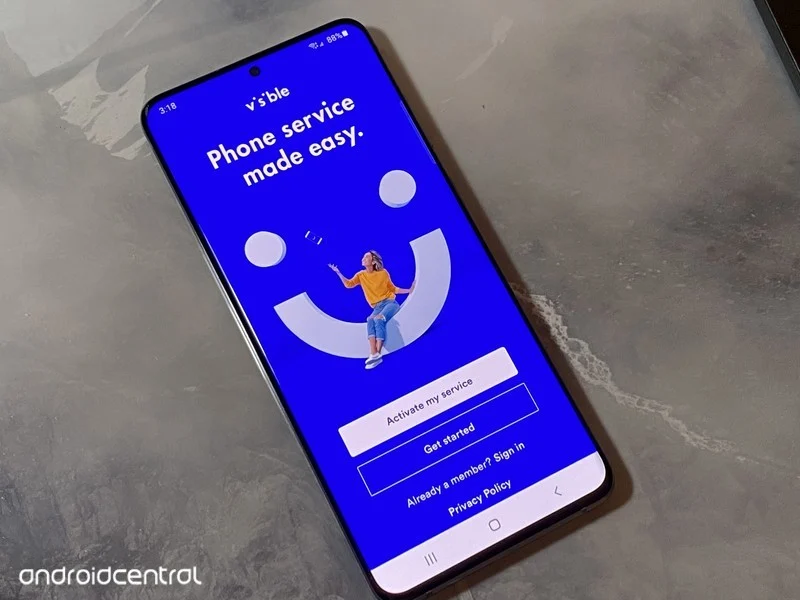 3:18
88%
visible
Phone service
made easy.
Activate my service
Get started
Already a member? Sign in
Privacy Policy
androidcentral